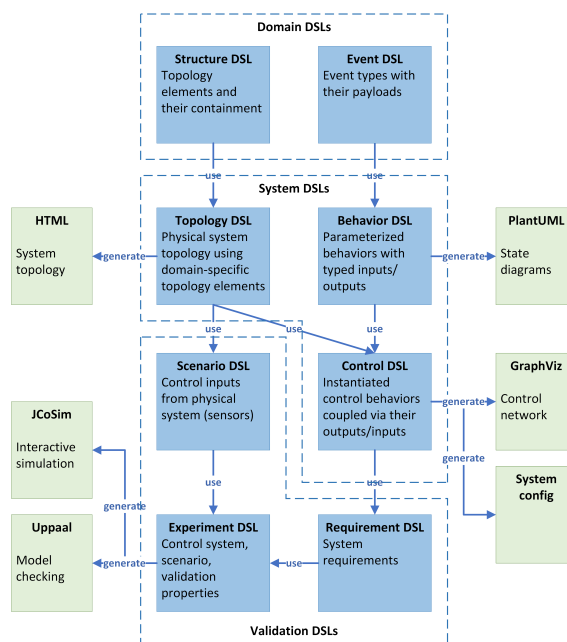 Domain DSLs
Structure DSL
Topology
elements and
their containment
Event DSL
Event types with
their payloads
use
use
System DSLs
HTML
System
topology
generate
Topology DSL
Physical system
topology using
domain-specific
topology elements
Behavior DSL
Parameterized
behaviors with
typed inputs/
outputs
generate
PlantUML
State
diagrams
use
use
use
Scenario DSL
Control inputs
from physical
system (sensors)
Control DSL
Instantiated
control behaviors
coupled via their
outputs/inputs
generate
generate
GraphViz
Control
network
System
config
JCoSim
Interactive
simulation
generate
use
use
Uppaal
Model
checking
generate
Experiment DSL
Control system,
scenario,
validation
properties
use
Requirement DSL
System
requirements
Validation DSLs